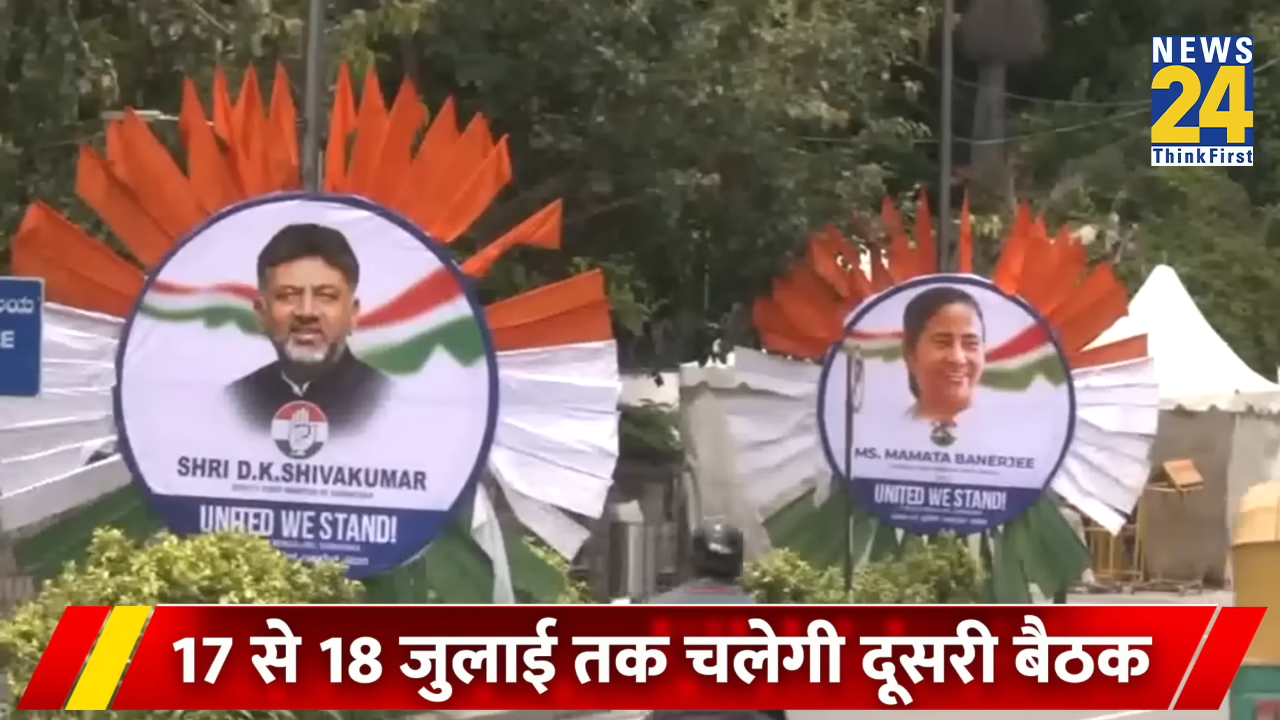 NEWS
24
ThinkFirst
ಲಯ
E
SHRI D.K.SHIVAKUMAR
UNITED WE STAND!
MS. MAMATA BANERJEE
UNITED WE STAND!
17 से 18 जुलाई तक चलेगी दूसरी बैठक